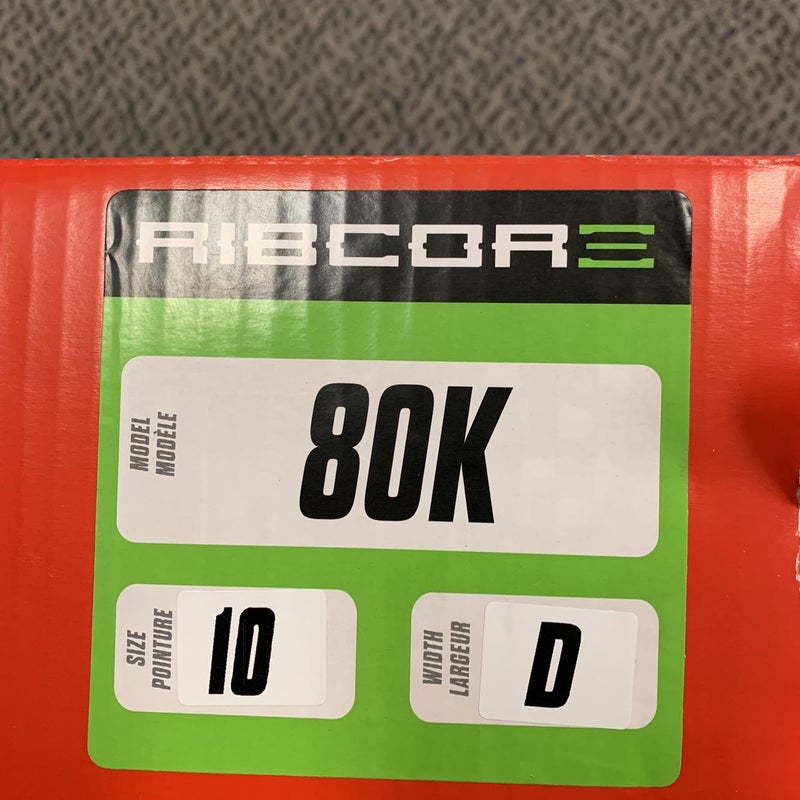 RIBCORE
MODEL
MODÈLE
80K
SIZE
POINTURE
10
WIDTH
LARGEUR
D